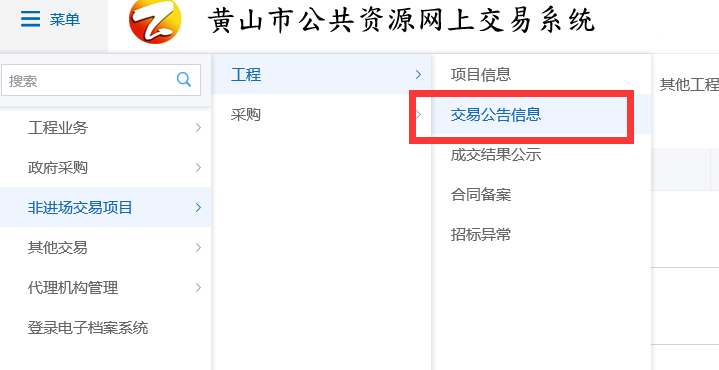 菜单
黄山市公共资源网上交易系统
搜索
工程业务
政府采购
非进场交易项目
其他交易
代理机构管理
登录电子档案系统
工程
采购
项目信息
交易公告信息
成交结果公示
合同备案
招标异常
其他工程